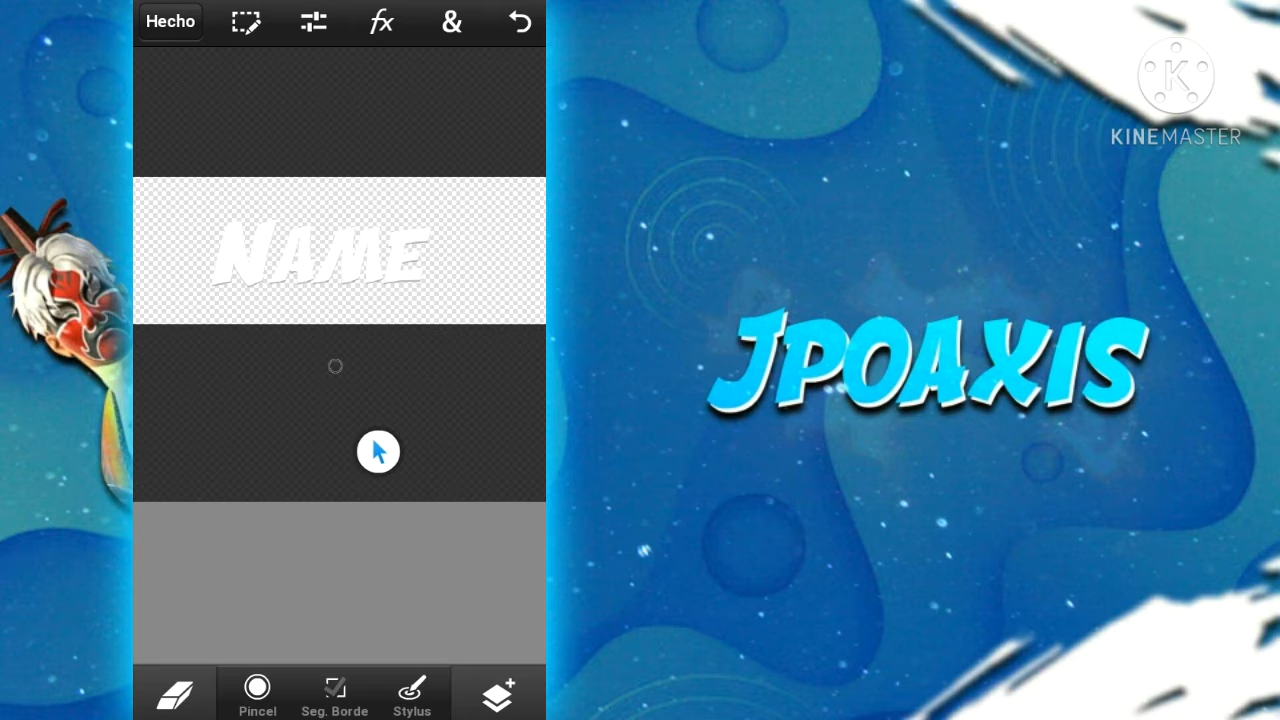 Hecho
fx
&
NAME
Pincel
Seg. Borde
Stylus
K
KINEMASTER
JPOAXIS